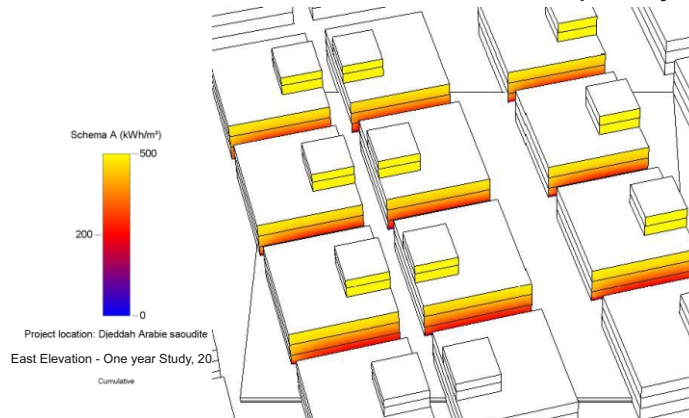 Schema A (kWh/m²)
500
200
0
Project location: Djeddah Arabie saoudite
East Elevation - One year Study, 20
Cumulative